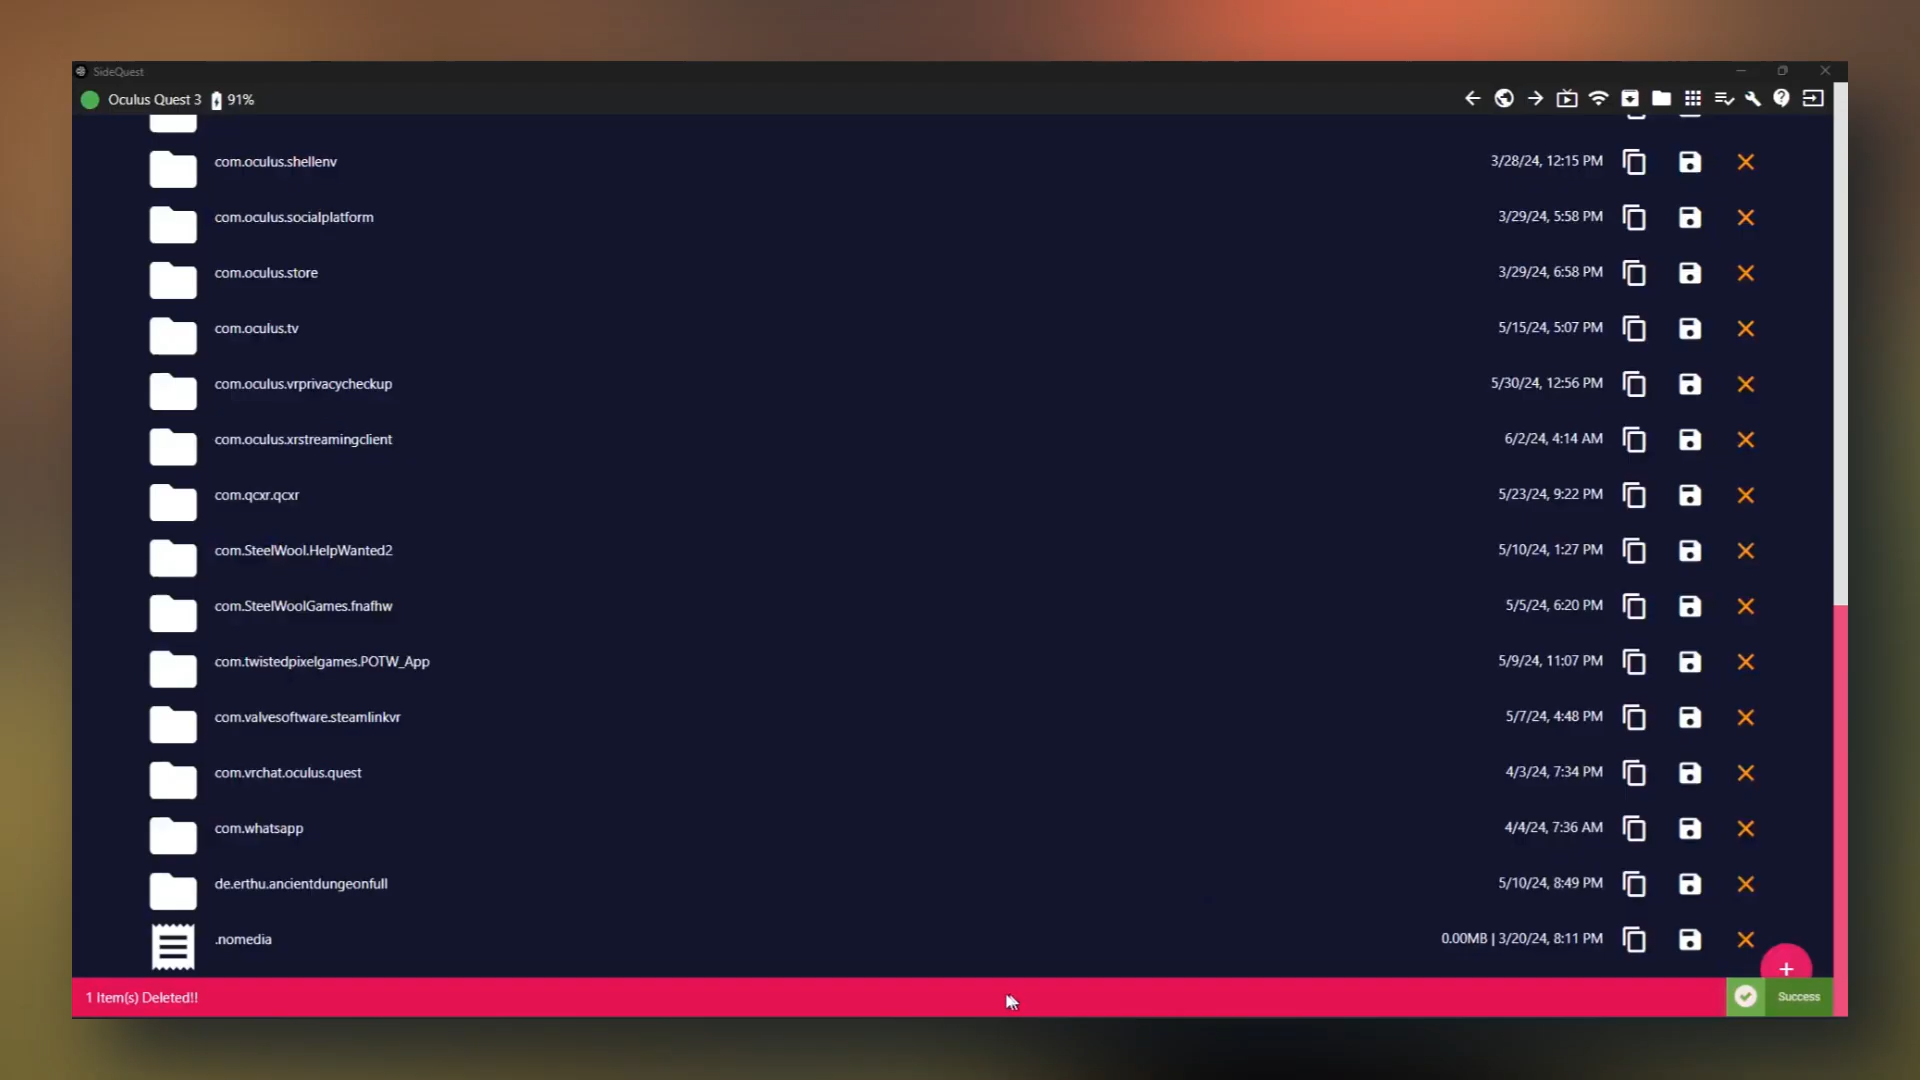 SideQuest
Oculus Quest 3 91%
com.oculus.shellenv 3/28/24, 12:15 PM
com.oculus.socialplatform 3/29/24, 5:58 PM
com.oculus.store 3/29/24, 6:58 PM
com.oculus.tv 5/15/24, 5:07 PM
com.oculus.vrprivacycheckup 5/30/24, 12:56 PM
com.oculus.xrstreamingclient 6/2/24, 4:14 AM
com.qcxr.qcxr 5/23/24, 9:22 PM
com.SteelWool.HelpWanted2 5/10/24, 1:27 PM
com.SteelWoolGames.fnafhw 5/5/24, 6:20 PM
com.twistedpixelgames.POTW_App 5/9/24, 11:07 PM
com.valvesoftware.steamlinkvr 5/7/24, 4:48 PM
com.vrchat.oculus.quest 4/3/24, 7:34 PM
com.whatsapp 4/4/24, 7:36 AM
de.erthu.ancientdungeonfull 5/10/24, 8:49 PM
.nomedia 0.00MB | 3/20/24, 8:11 PM
1 Item(s) Deleted!! Success